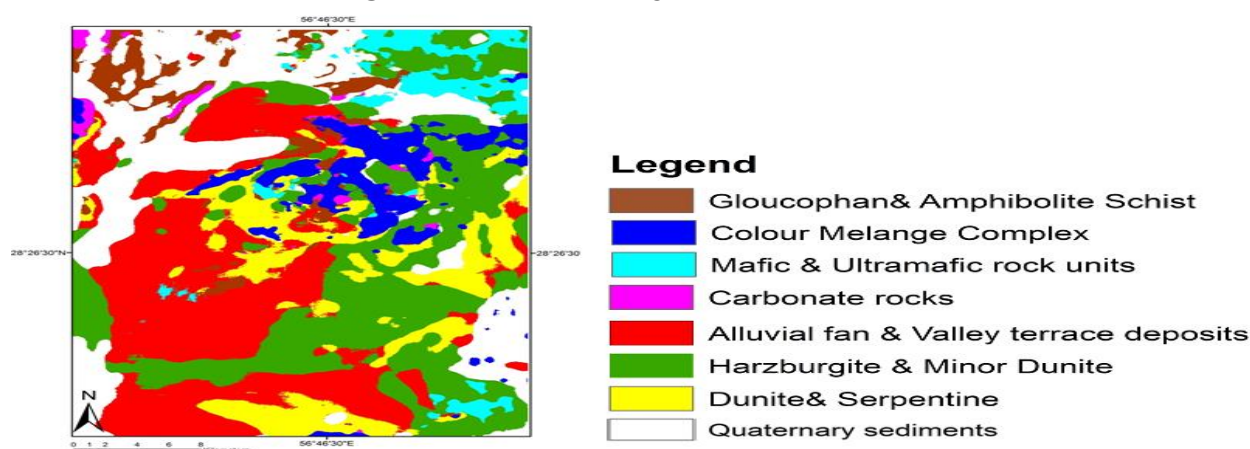 56°46'30"E
28°26'30"N
28°26'30
N
0 1 2 4 6 8
56°46'30"E
Legend
Gloucophan& Amphibolite Schist
Colour Melange Complex
Mafic & Ultramafic rock units
Carbonate rocks
Alluvial fan & Valley terrace deposits
Harzburgite & Minor Dunite
Dunite& Serpentine
Quaternary sediments